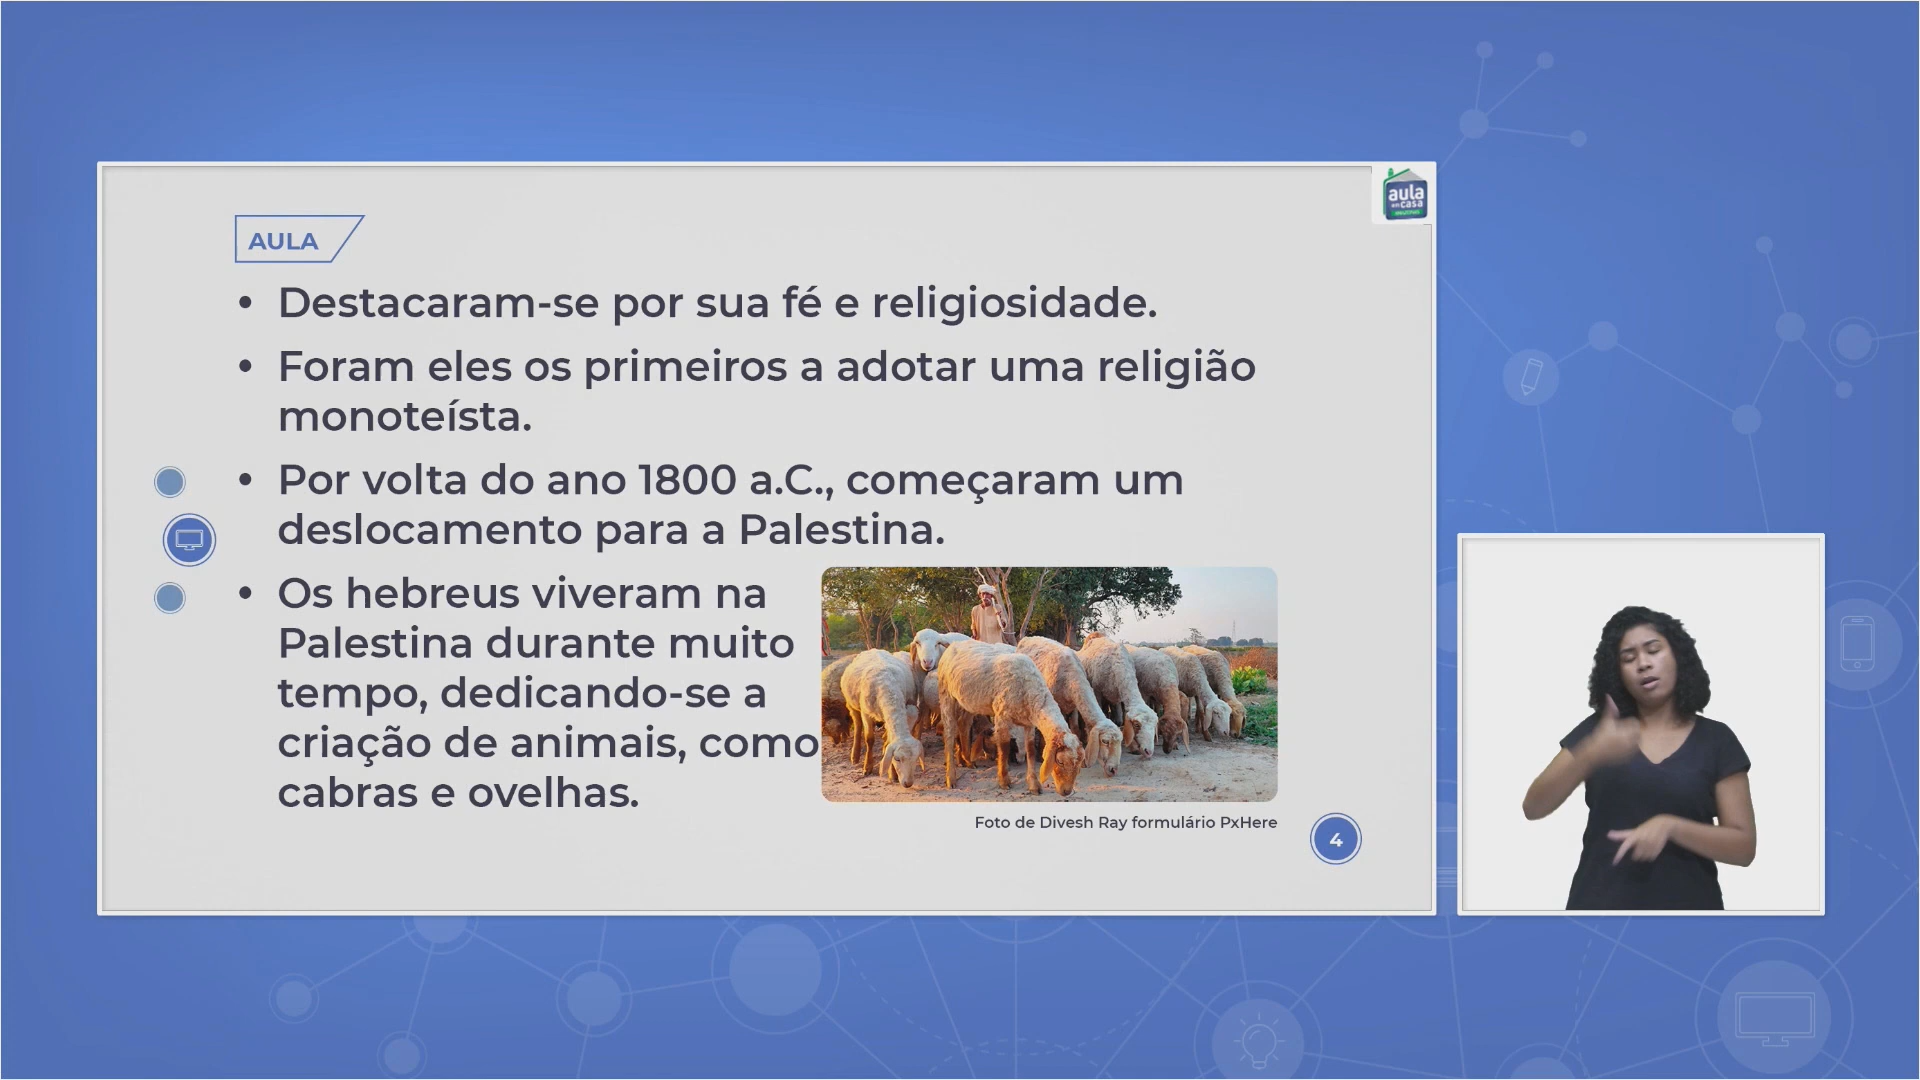 aula
em casa
AULA
• Destacaram-se por sua fé e religiosidade.
• Foram eles os primeiros a adotar uma religião
monoteísta.
• Por volta do ano 1800 a.C., começaram um
deslocamento para a Palestina.
• Os hebreus viveram na
Palestina durante muito
tempo, dedicando-se a
criação de animais, como
cabras e ovelhas.
Foto de Divesh Ray formulário PxHere
4